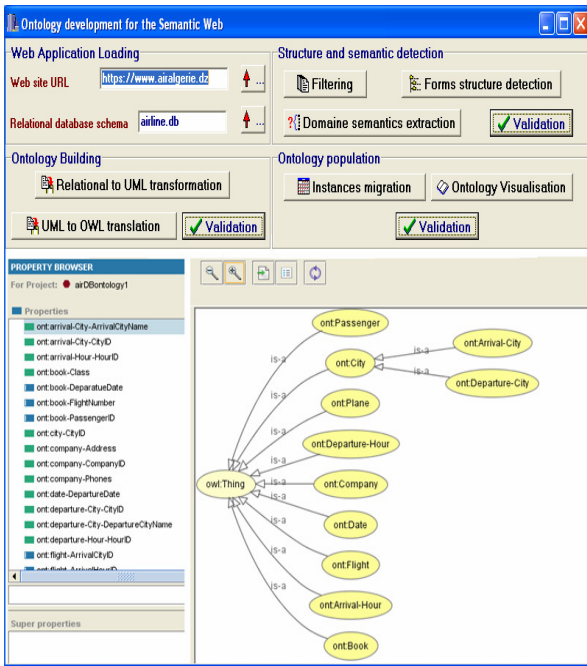 Ontology development for the Semantic Web
Web Application Loading
Web site URL
https://www.airalgerie.dz
...
Relational database schema
airline.db
...
Structure and semantic detection
Filtering
Forms structure detection
Domaine semantics extraction
Validation
Ontology Building
Relational to UML transformation
UML to OWL translation
Validation
Ontology population
Instances migration
Ontology Visualisation
Validation
PROPERTY BROWSER
For Project: airDBontology1
Properties
ont:arrival-City-ArrivalCityName
ont:arrival-City-CityID
ont:arrival-Hour-HourID
ont:book-Class
ont:book-DeparatueDate
ont:book-FlightNumber
ont:book-PassengerID
ont:city-CityID
ont:company-Address
ont:company-CompanyID
ont:company-Phones
ont:date-DepartureDate
ont:departure-City-CityID
ont:departure-City-DepartureCityName
ont:departure-Hour-HourID
ont:flight-ArrivalCityID
ont:flight-ArrivalHourID
Super properties
ont:Passenger
is-a
ont:City
is-a
ont:Arrival-City
is-a
is-a
ont:Departure-City
ont:Plane
is-a
ont:Departure-Hour
is-a
owl:Thing
is-a
ont:Company
is-a
ont:Date
is-a
ont:Flight
is-a
ont:Arrival-Hour
is-a
ont:Book